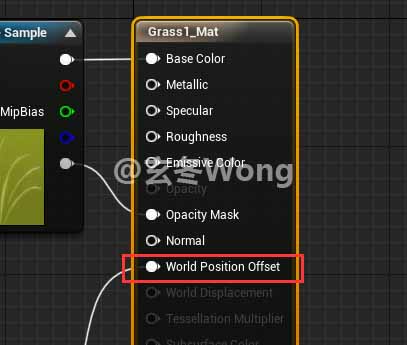 Sample
MipBias
Grass1_Mat
Base Color
Metallic
Specular
Roughness
Emissive Color
Opacity
Opacity Mask
Normal
World Position Offset
World Displacement
Tessellation Multiplier
Subsurface Color
@玄冬Wong